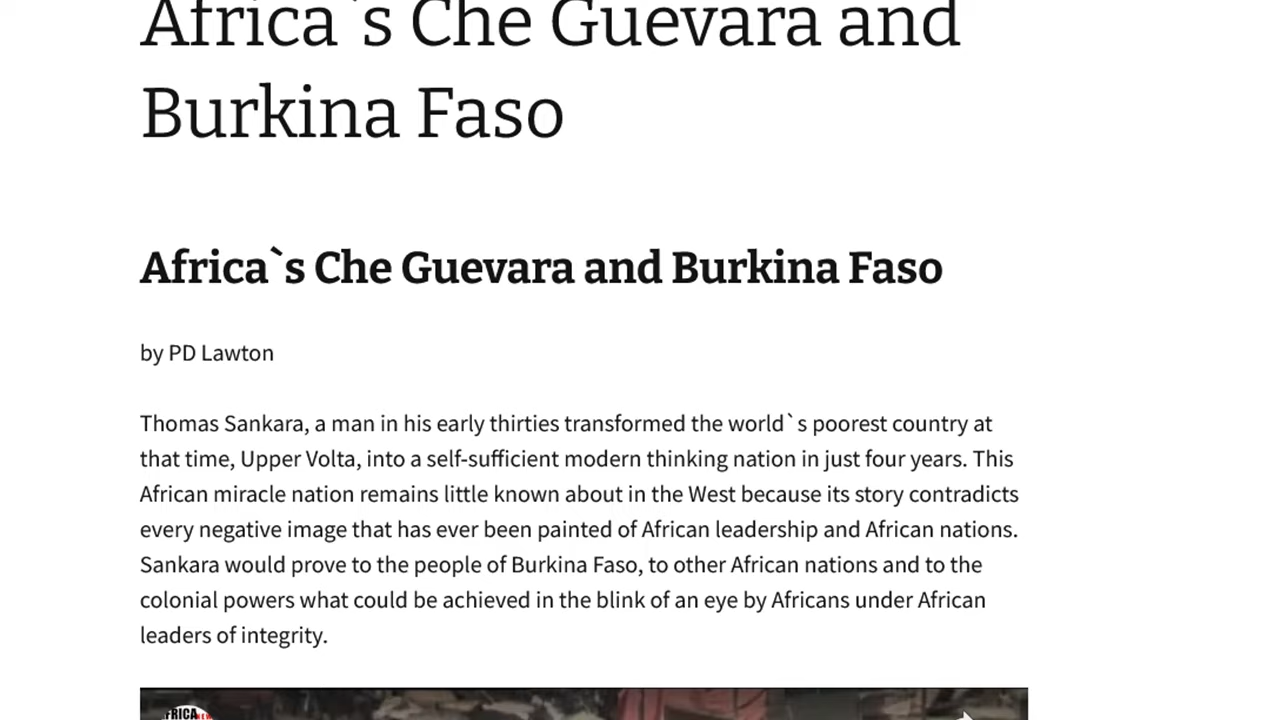 Africa`s Che Guevara and
Burkina Faso
Africa`s Che Guevara and Burkina Faso
by PD Lawton
Thomas Sankara, a man in his early thirties transformed the world`s poorest country at
that time, Upper Volta, into a self-sufficient modern thinking nation in just four years. This
African miracle nation remains little known about in the West because its story contradicts
every negative image that has ever been painted of African leadership and African nations.
Sankara would prove to the people of Burkina Faso, to other African nations and to the
colonial powers what could be achieved in the blink of an eye by Africans under African
leaders of integrity.